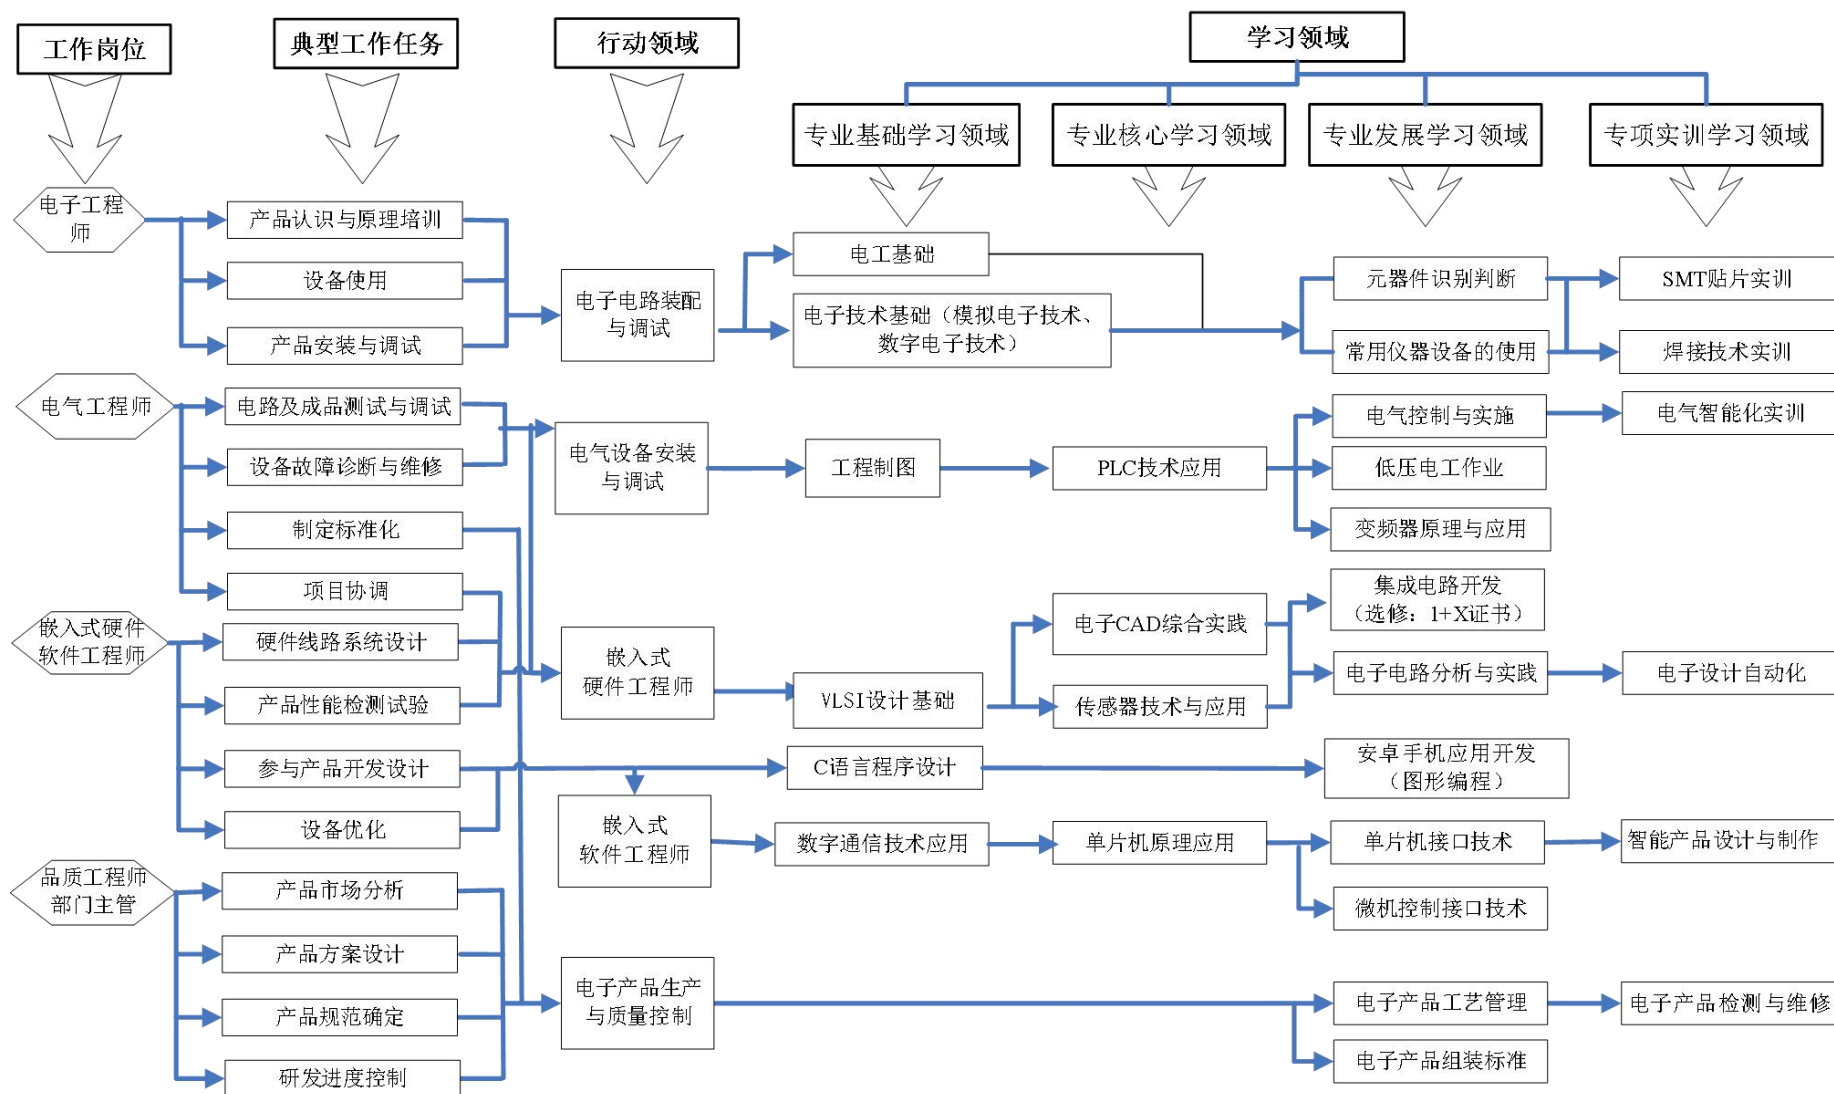 工作岗位
典型工作任务
行动领域
学习领域
专业基础学习领域
专业核心学习领域
专业发展学习领域
专项实训学习领域
电子工程
师
产品认识与原理培训
设备使用
产品安装与调试
电子电路装配
与调试
电工基础
电子技术基础（模拟电子技术、
数字电子技术）
元器件识别判断
常用仪器设备的使用
SMT贴片实训
焊接技术实训
电气工程师
电路及成品测试与调试
设备故障诊断与维修
制定标准化
项目协调
电气设备安装
与调试
工程制图
PLC技术应用
电气控制与实施
低压电工作业
变频器原理与应用
电气智能化实训
嵌入式硬件
软件工程师
硬件线路系统设计
产品性能检测试验
参与产品开发设计
设备优化
嵌入式
硬件工程师
VLSI设计基础
电子CAD综合实践
传感器技术与应用
集成电路开发
（选修：1+X证书）
电子电路分析与实践
电子设计自动化
C语言程序设计
安卓手机应用开发
（图形编程）
嵌入式
软件工程师
数字通信技术应用
单片机原理应用
单片机接口技术
微机控制接口技术
智能产品设计与制作
品质工程师
部门主管
产品市场分析
产品方案设计
产品规范确定
研发进度控制
电子产品生产
与质量控制
电子产品工艺管理
电子产品组装标准
电子产品检测与维修